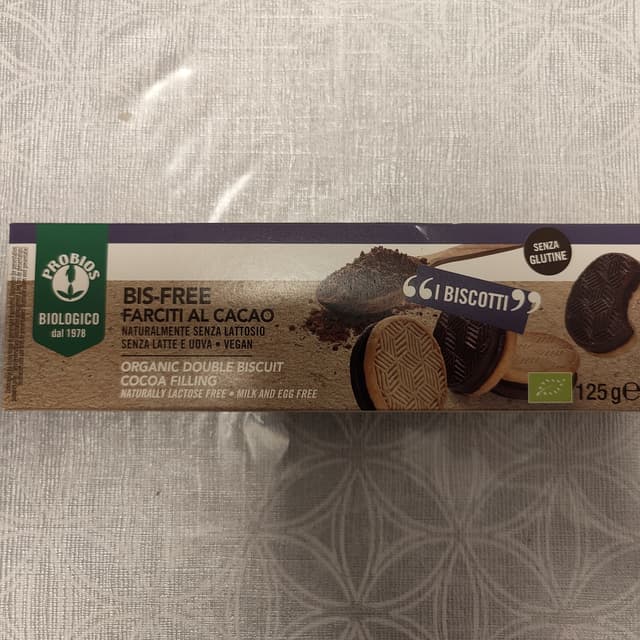 PROBIOS
BIOLOGICO
dal 1978
BIS-FREE
FARCITI AL CACAO
NATURALMENTE SENZA LATTOSIO
SENZA LATTE E UOVA • VEGAN
ORGANIC DOUBLE BISCUIT
COCOA FILLING
NATURALLY LACTOSE FREE • MILK AND EGG FREE
“I BISCOTTI”
SENZA
GLUTINE
125 g e